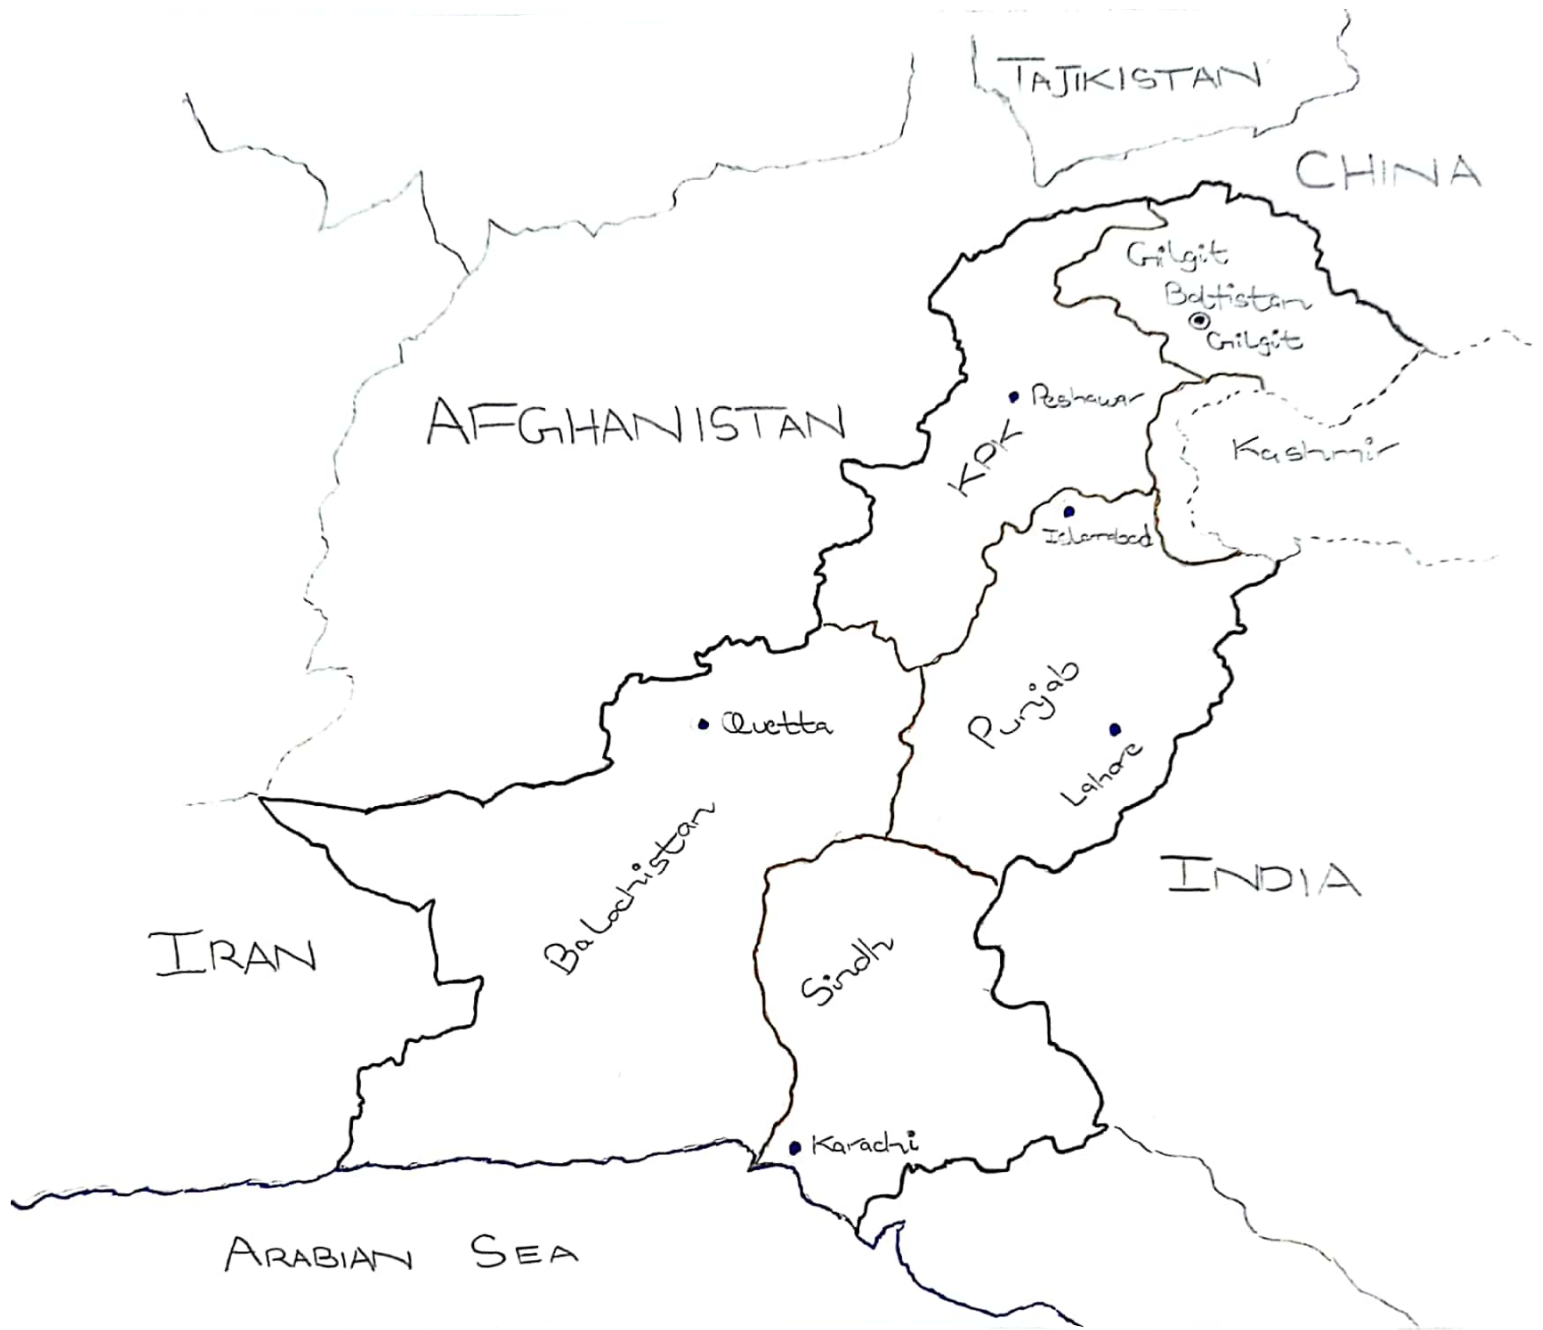 TAJIKISTAN
CHINA
Gilgit
Baltistan
Gilgit
Peshawar
AFGHANISTAN
KPK
Kashmir
Islamabad
Punjab
Quetta
Lahore
Balochistan
INDIA
IRAN
Sindh
Karachi
ARABIAN SEA